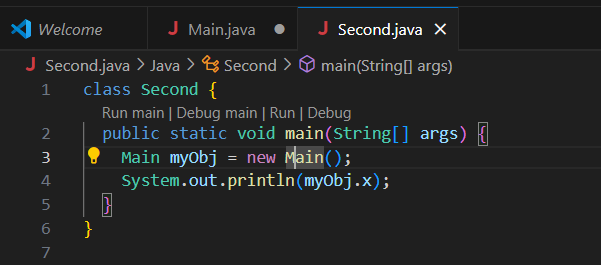 Welcome Main.java Second.java
Second.java > Java > Second > main(String[] args)
1 class Second {
Run main | Debug main | Run | Debug
2 public static void main(String[] args) {
3 Main myObj = new Main();
4 System.out.println(myObj.x);
5 }
6 }
7